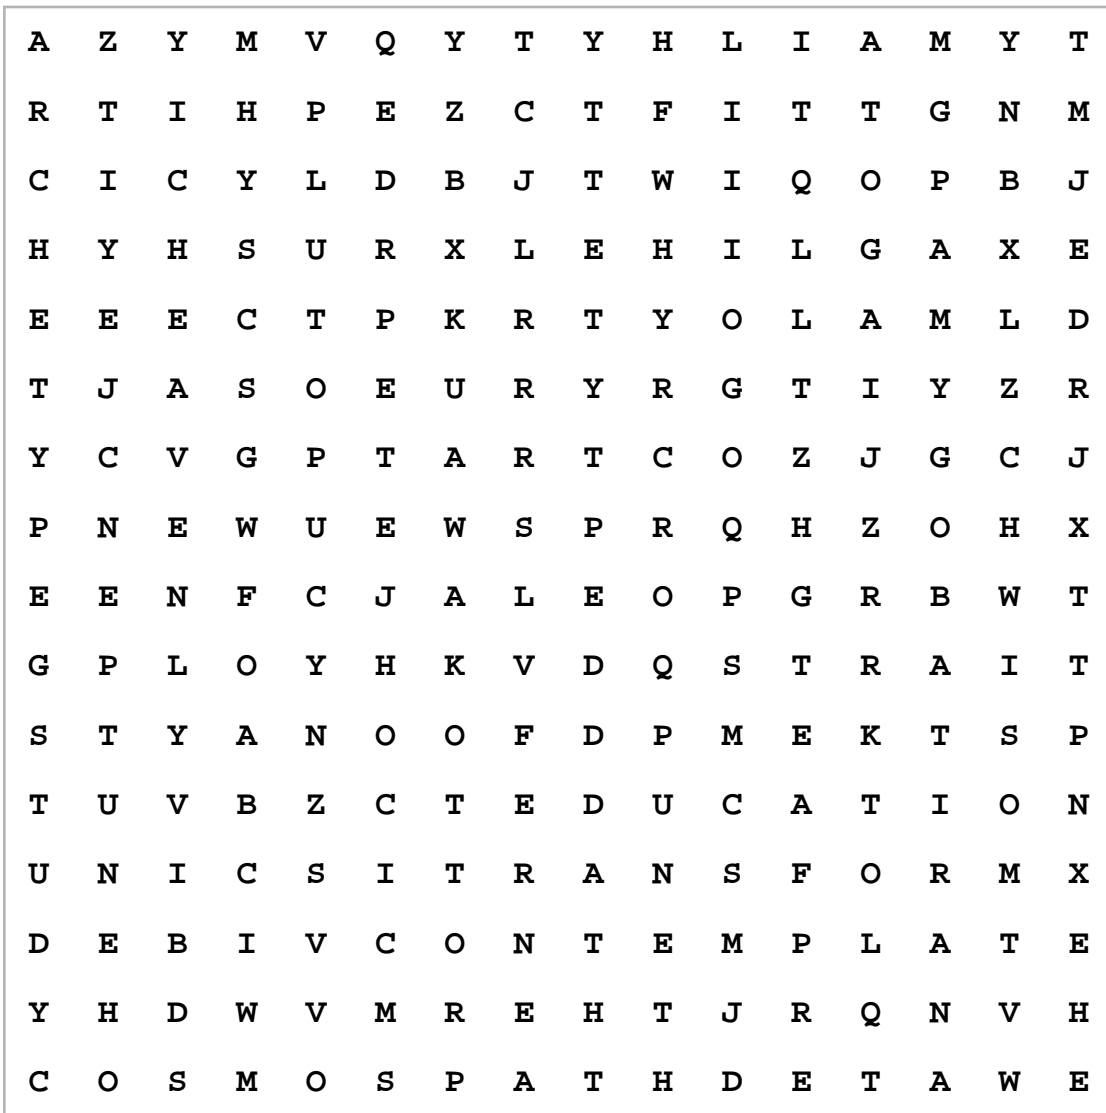 A Z Y M V Q Y T Y H L I A M Y T
R T I H P E Z C T F I T T G N M
C I C Y L D B J T W I Q O P B J
H Y H S U R X L E H I L G A X E
E E E C T P K R T Y O L A M L D
T J A S O E U R Y R G T I Y Z R
Y C V G P T A R T C O Z J G C J
P N E W U E W S P R Q H Z O H X
E E N F C J A L E O P G R B W T
G P L O Y H K V D Q S T R A I T
S T Y A N O O F D P M E K T S P
T U V B Z C T E D U C A T I O N
U N I C S I T R A N S F O R M X
D E B I V C O N T E M P L A T E
Y H D W V M R E H T J R Q N V H
C O S M O S P A T H D E T A W E